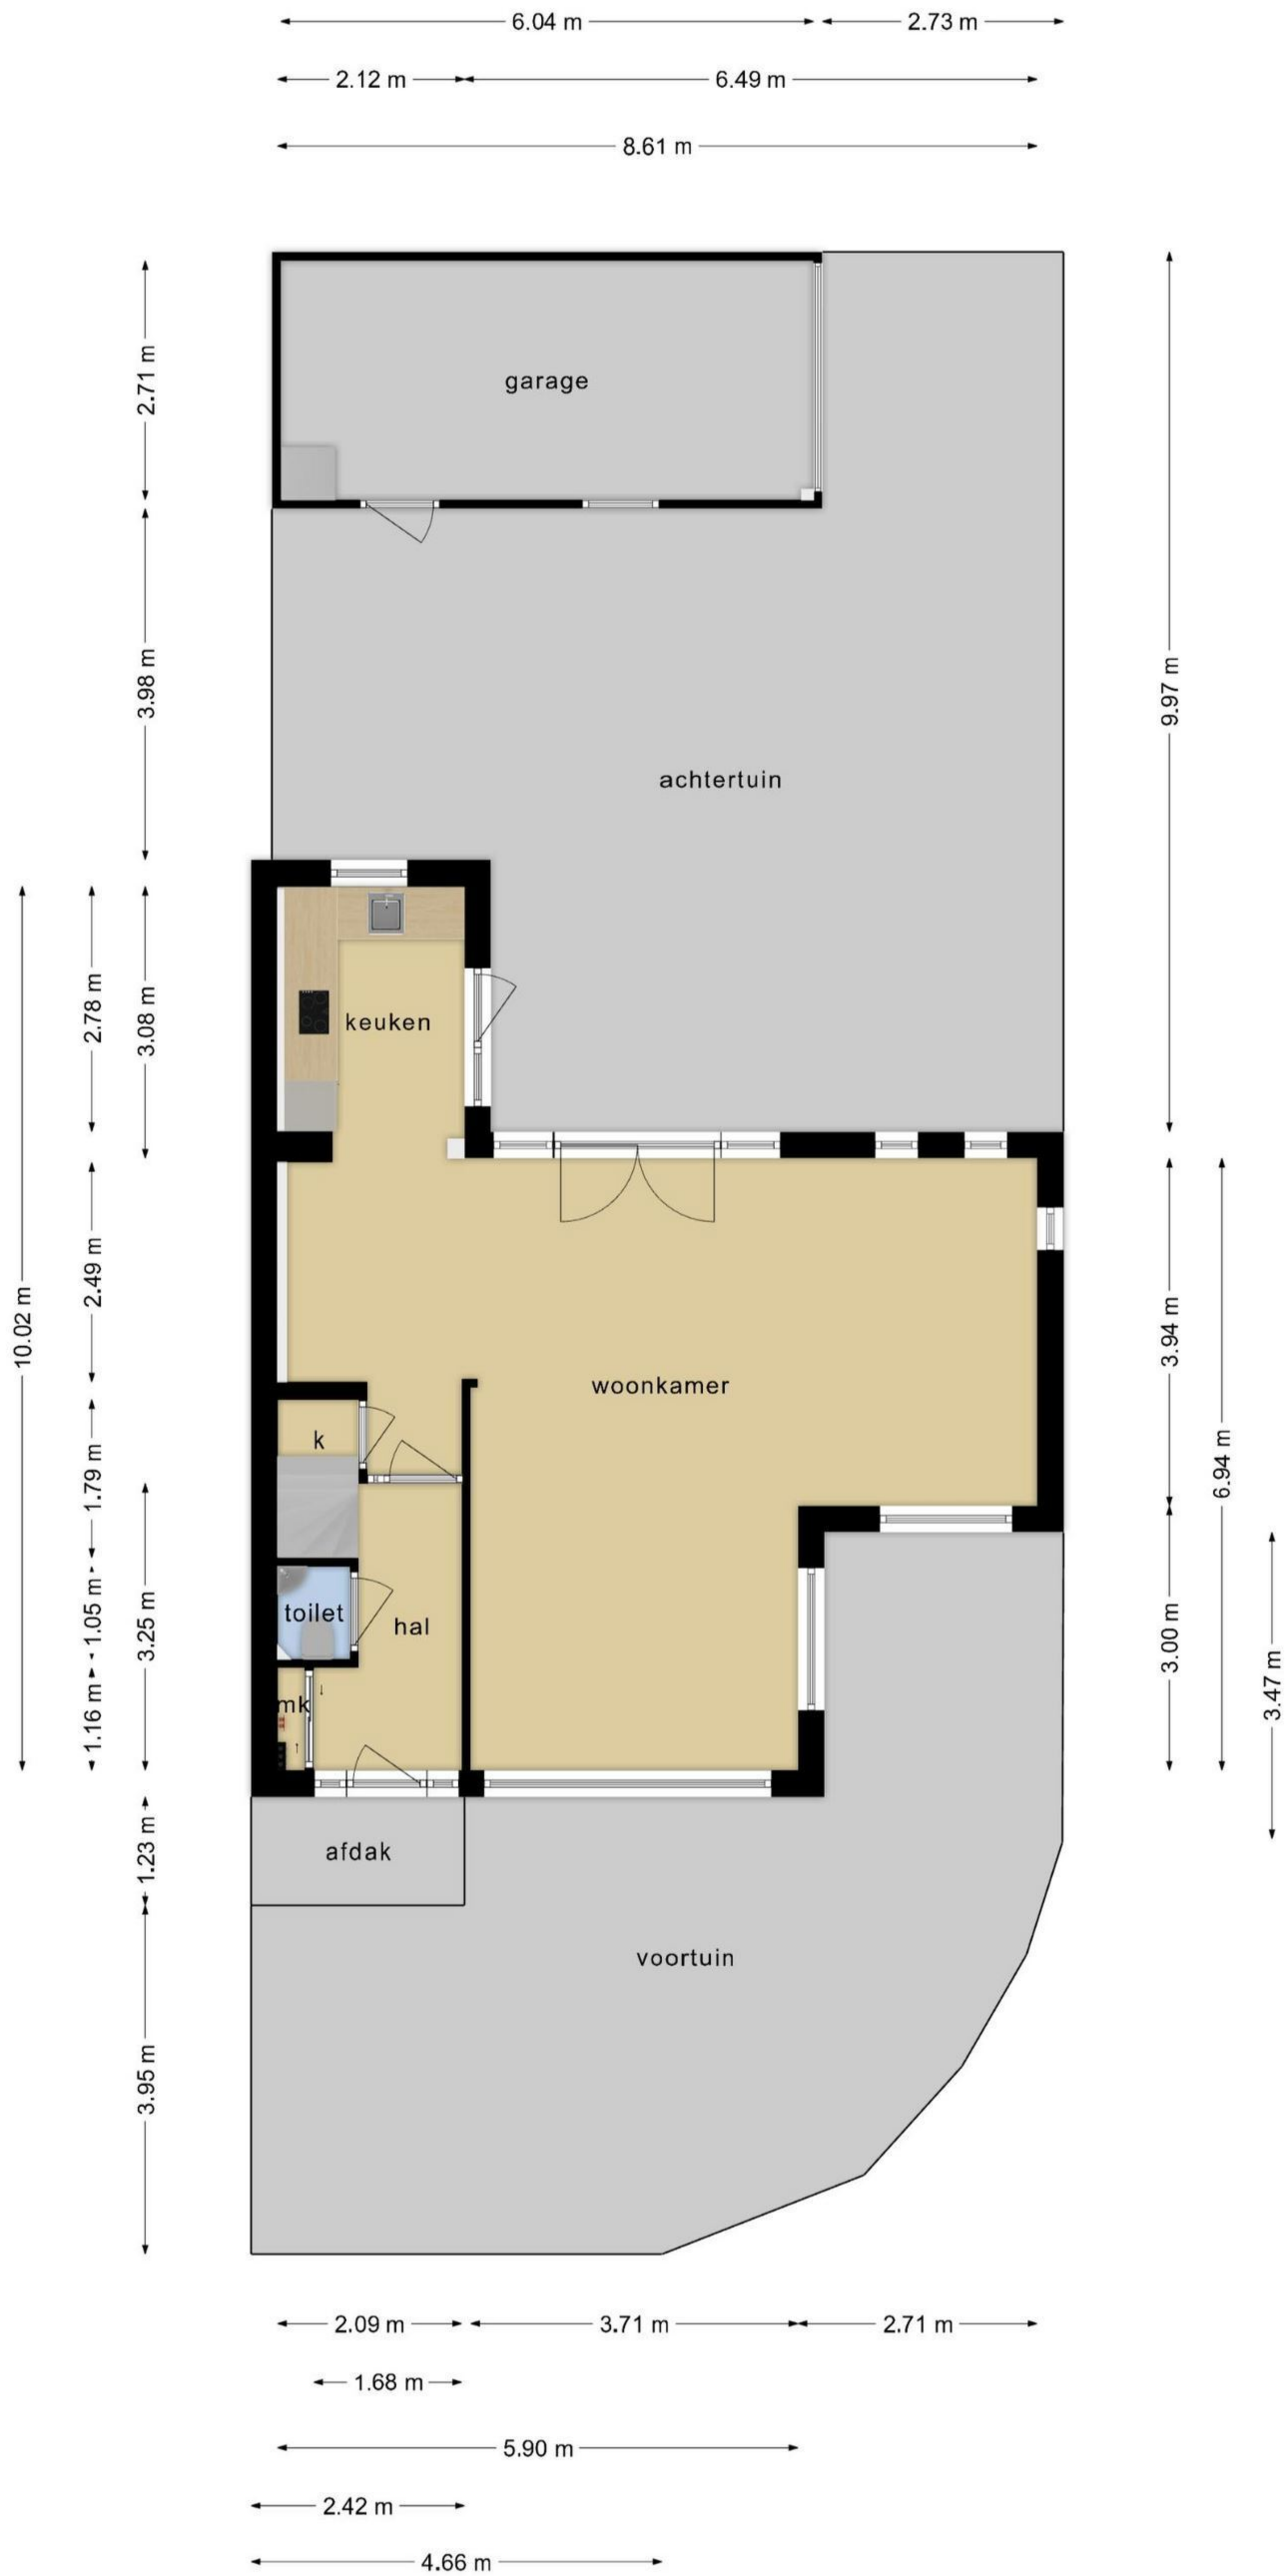 6.04 m 2.73 m
2.12 m 6.49 m
8.61 m
2.71 m
garage
3.98 m
9.97 m
achtertuin
2.78 m
3.08 m
keuken
10.02 m
2.49 m
3.94 m
woonkamer
k
1.79 m
6.94 m
1.05 m
3.25 m
toilet
hal
3.00 m
3.47 m
1.16 m
mk
1.23 m
afdak
voortuin
3.95 m
2.09 m 3.71 m 2.71 m
1.68 m
5.90 m
2.42 m
4.66 m